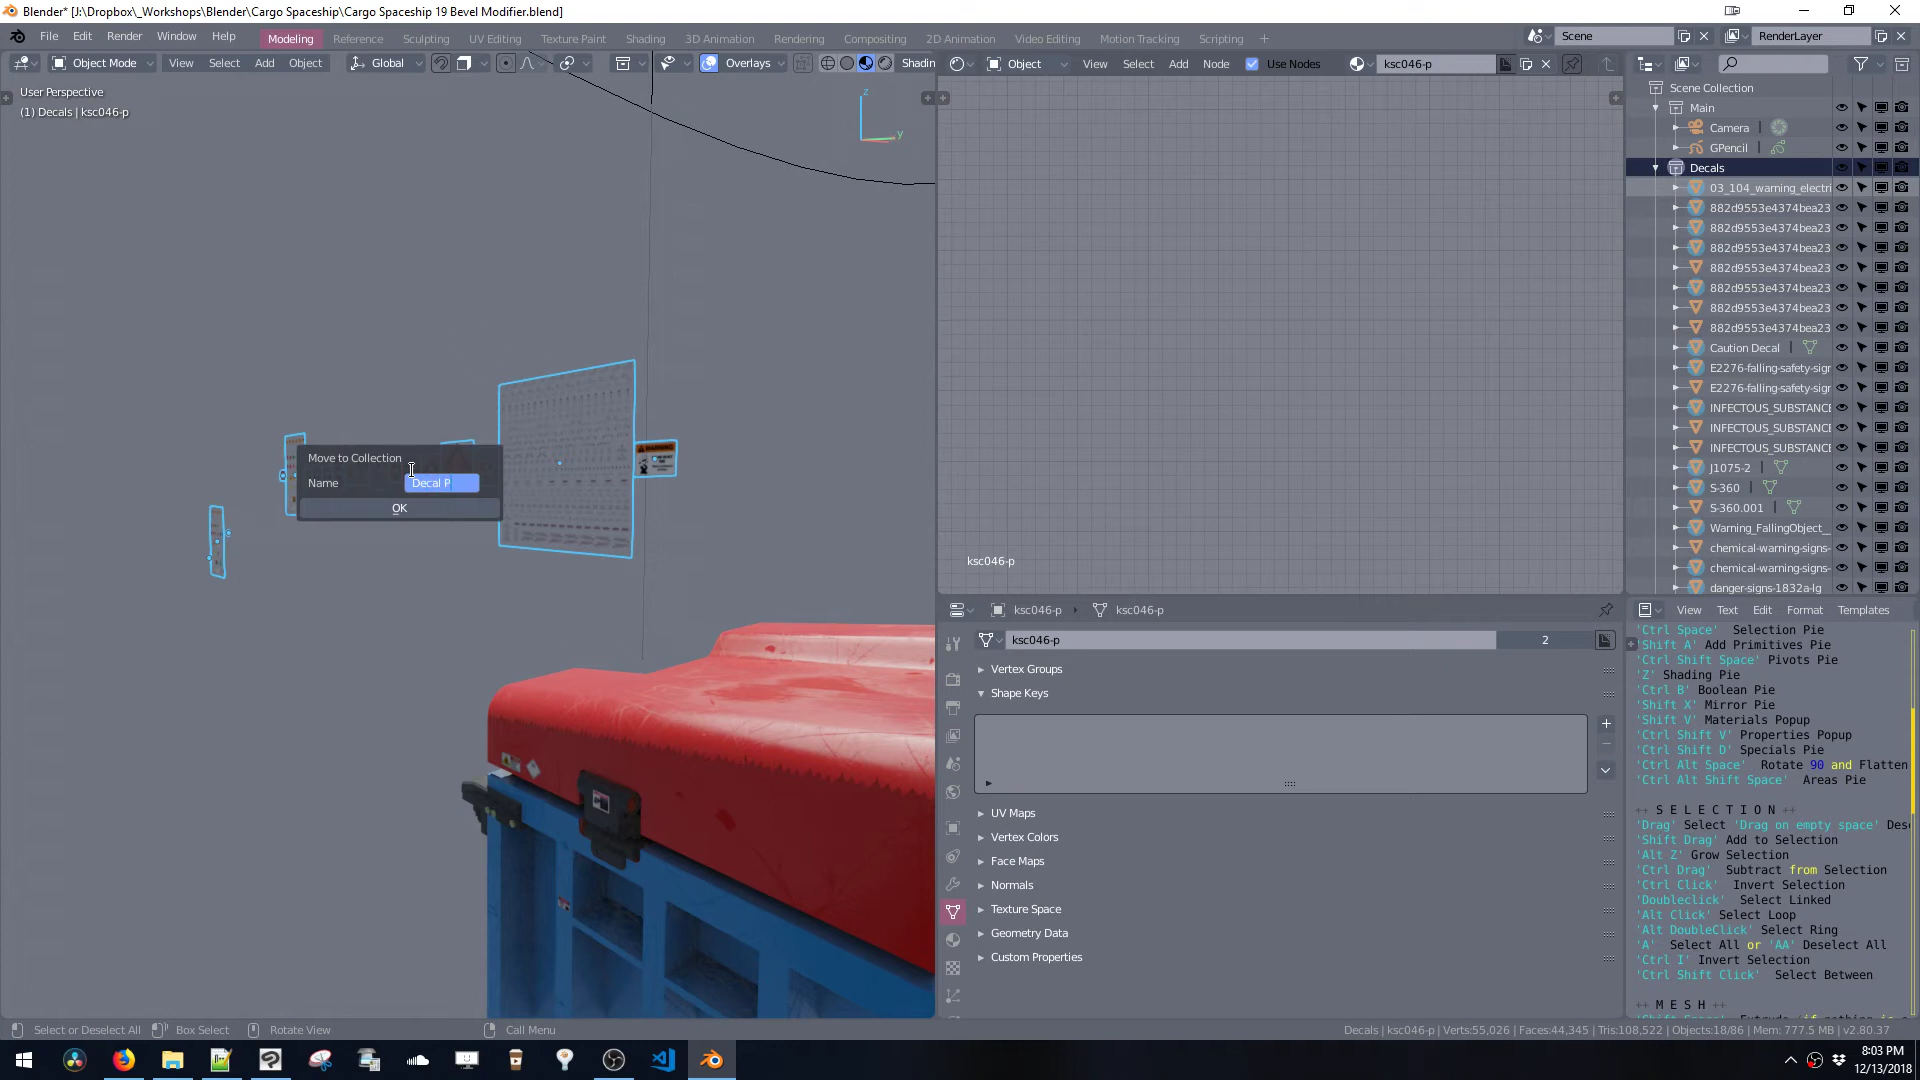 Blender* [J:\Dropbox\_Workshops\Blender\Cargo Spaceship\Cargo Spaceship 19 Bevel Modifier.blend]
File Edit Render Window Help Modeling Reference Sculpting UV Editing Texture Paint Shading 3D Animation Rendering Compositing 2D Animation Video Editing Motion Tracking Scripting + Scene RenderLayer
Object Mode View Select Add Object Global Overlays Shadin
Object View Select Add Node Use Nodes ksc046-p
User Perspective
(1) Decals | ksc046-p
z
y
Move to Collection
Name Decal P
OK
WARNING
ksc046-p
Scene Collection
Main
Camera
GPencil
Decals
03_104_warning_electri
882d9553e4374bea23
882d9553e4374bea23
882d9553e4374bea23
882d9553e4374bea23
882d9553e4374bea23
882d9553e4374bea23
882d9553e4374bea23
Caution Decal
E2276-falling-safety-sigr
E2276-falling-safety-sigr
INFECTOUS_SUBSTANCE
INFECTOUS_SUBSTANCE
INFECTOUS_SUBSTANCE
J1075-2
S-360
S-360.001
Warning_FallingObject_
chemical-warning-signs-
chemical-warning-signs-
danger-signs-1832a-lg
ksc046-p ksc046-p
ksc046-p 2
Vertex Groups
Shape Keys
UV Maps
Vertex Colors
Face Maps
Normals
Texture Space
Geometry Data
Custom Properties
View Text Edit Format Templates
'Ctrl Space' Selection Pie
'Shift A' Add Primitives Pie
'Ctrl Shift Space' Pivots Pie
'Z' Shading Pie
'Ctrl B' Boolean Pie
'Shift X' Mirror Pie
'Shift V' Materials Popup
'Ctrl Shift V' Properties Popup
'Ctrl Shift D' Specials Pie
'Ctrl Alt Space' Rotate 90 and Flatten
'Ctrl Alt Shift Space' Areas Pie
++ S E L E C T I O N ++
'Drag' Select 'Drag on empty space' Des
'Shift Drag' Add to Selection
'Alt Z' Grow Selection
'Ctrl Drag' Subtract from Selection
'Ctrl Click' Invert Selection
'Doubleclick' Select Linked
'Alt Click' Select Loop
'Alt DoubleClick' Select Ring
'A' Select All or 'AA' Deselect All
'Ctrl I' Invert Selection
'Ctrl Shift Click' Select Between
++ M E S H ++
Select or Deselect All Box Select Rotate View Call Menu Decals | ksc046-p | Verts:55,026 | Faces:44,345 | Tris:108,522 | Objects:18/86 | Mem: 777.5 MB | v2.80.37
8:03 PM
12/13/2018